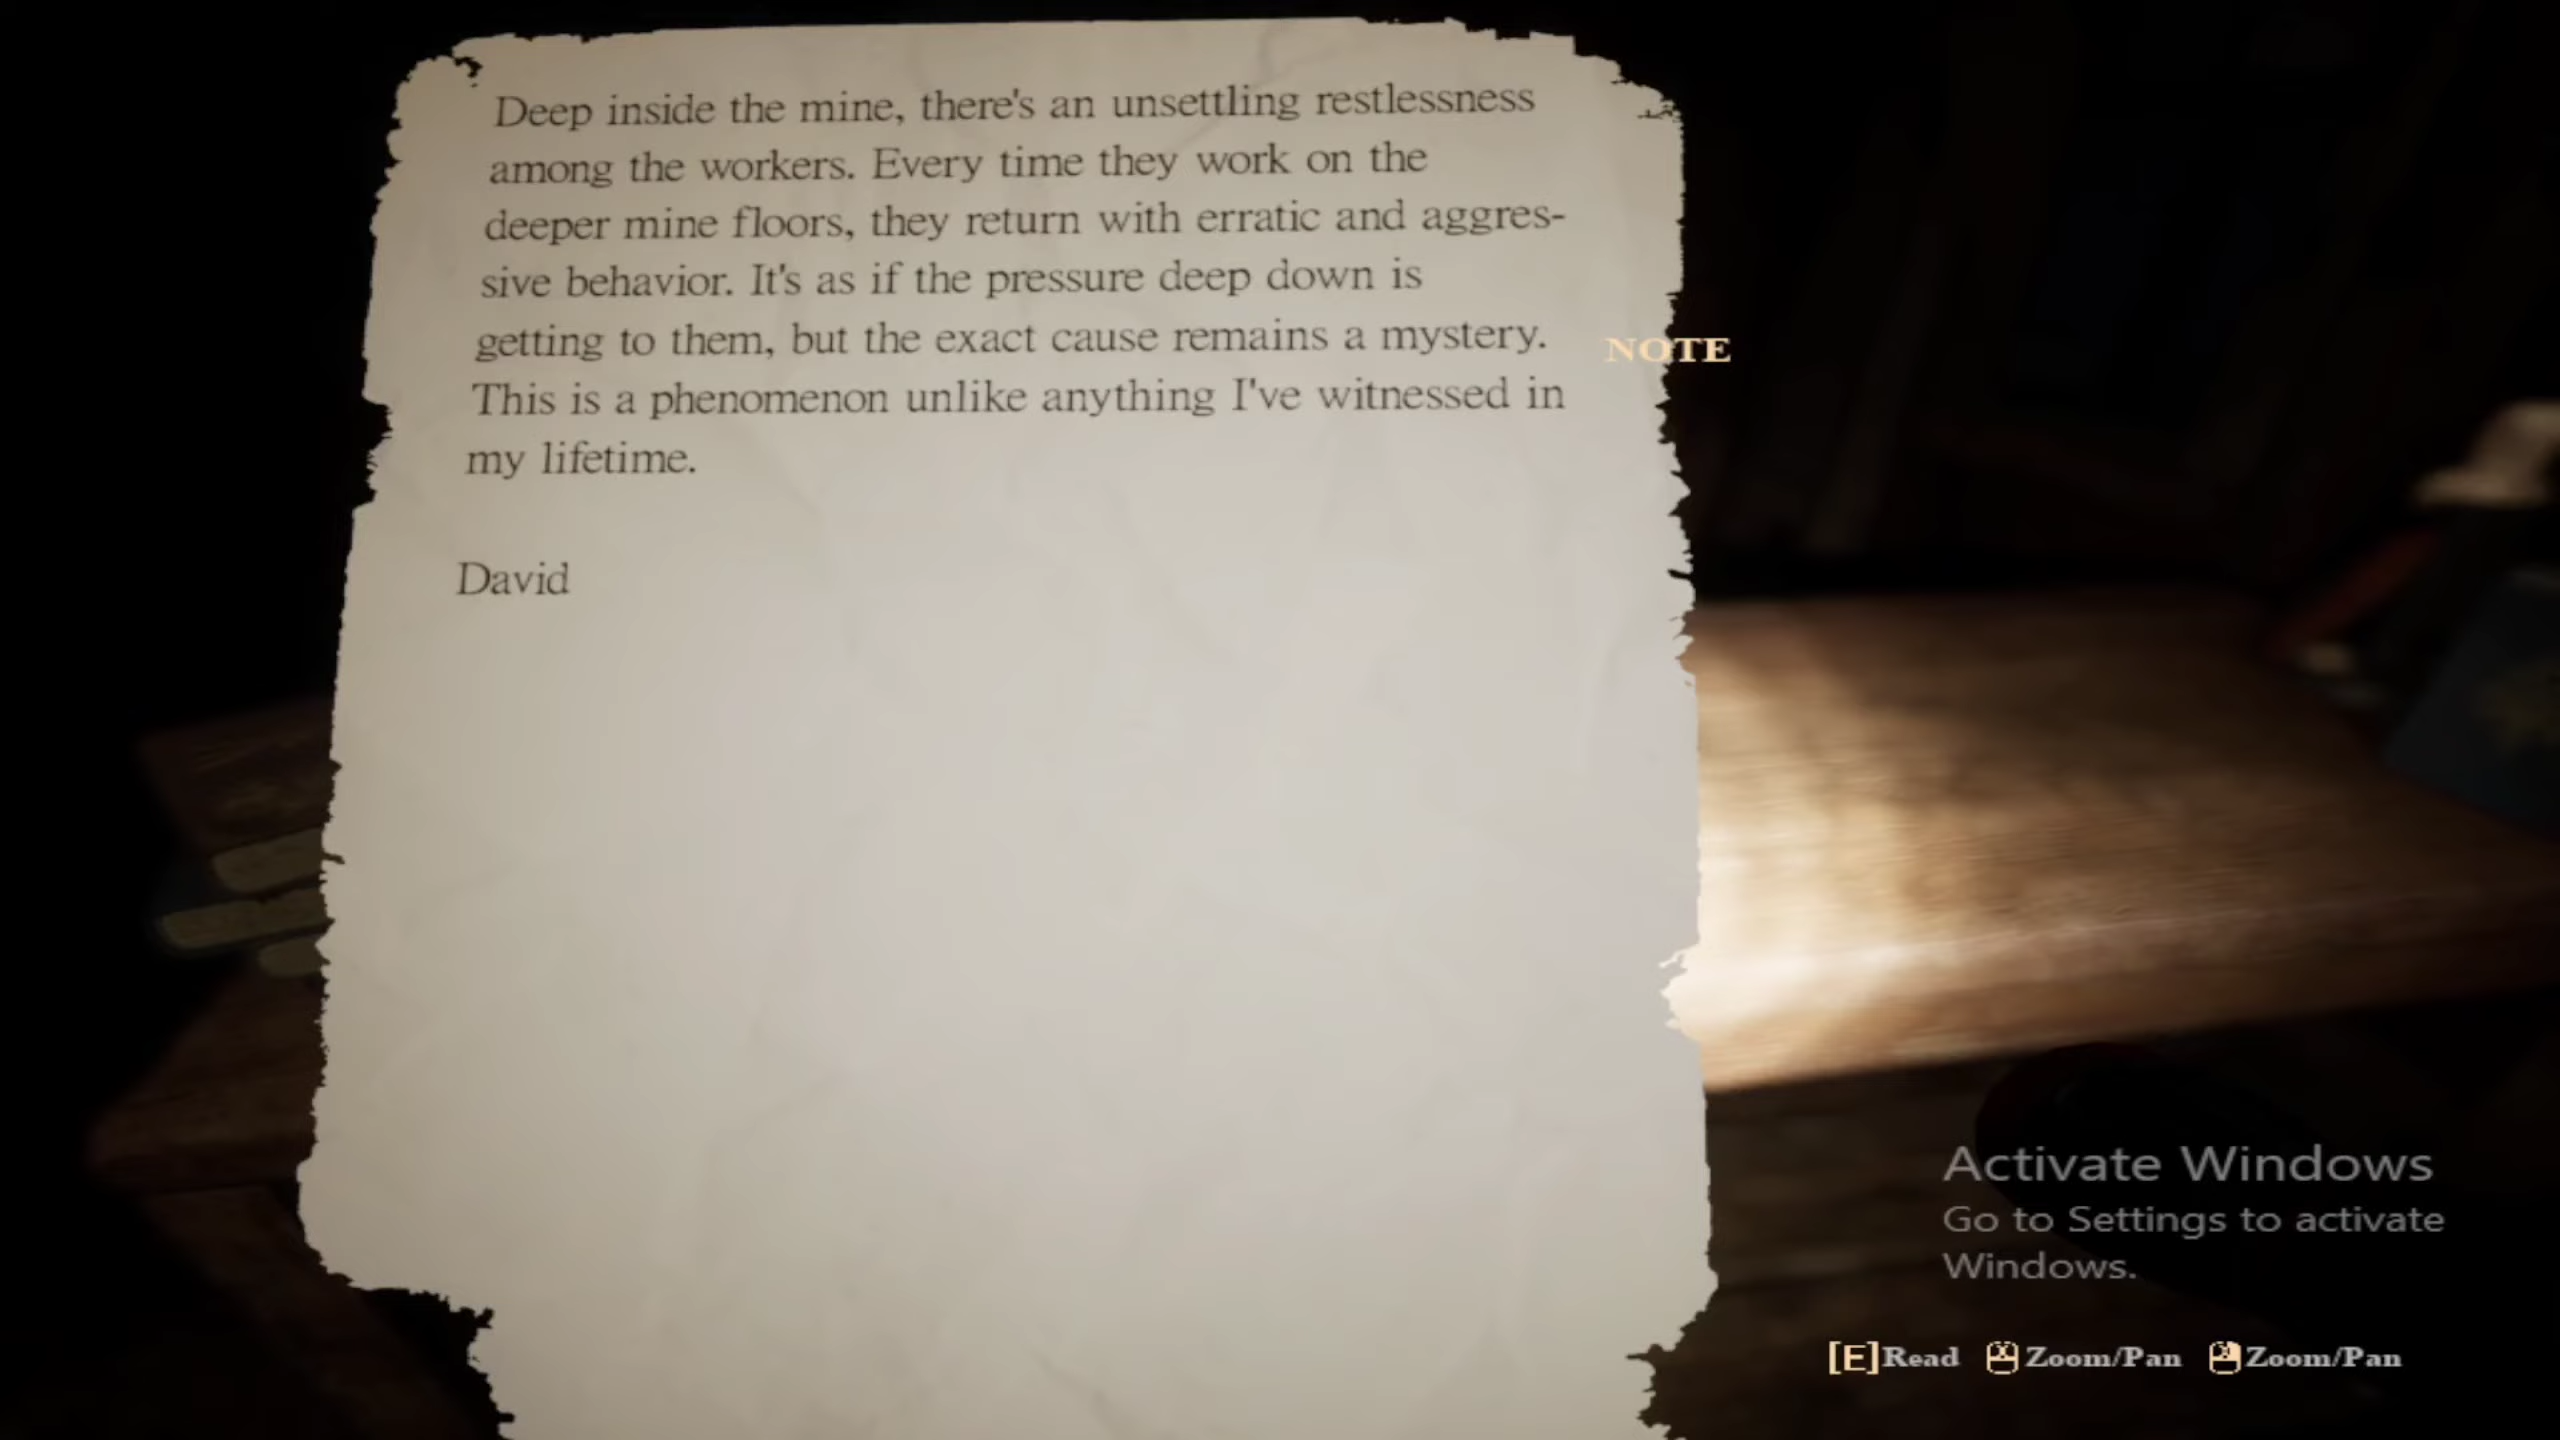 Deep inside the mine, there's an unsettling restlessness
among the workers. Every time they work on the
deeper mine floors, they return with erratic and aggres-
sive behavior. It's as if the pressure deep down is
getting to them, but the exact cause remains a mystery.
This is a phenomenon unlike anything I've witnessed in
my lifetime.
David
NOTE
Activate Windows
Go to Settings to activate
Windows.
[E]Read Zoom/Pan Zoom/Pan